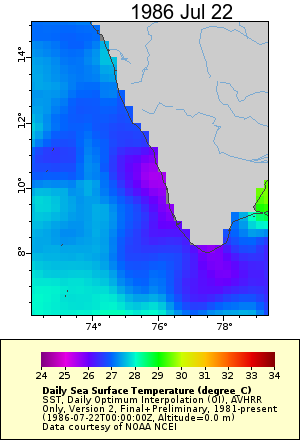 1986 Jul 22
14°
12°
10°
8°
74° 76° 78°
24 25 26 27 28 29 30 31 32 33 34
Daily Sea Surface Temperature (degree_C)
SST, Daily Optimum Interpolation (OI), AVHRR
Only, Version 2, Final+Preliminary, 1981-present
(1986-07-22T00:00:00Z, Altitude=0.0 m)
Data courtesy of NOAA NCEI